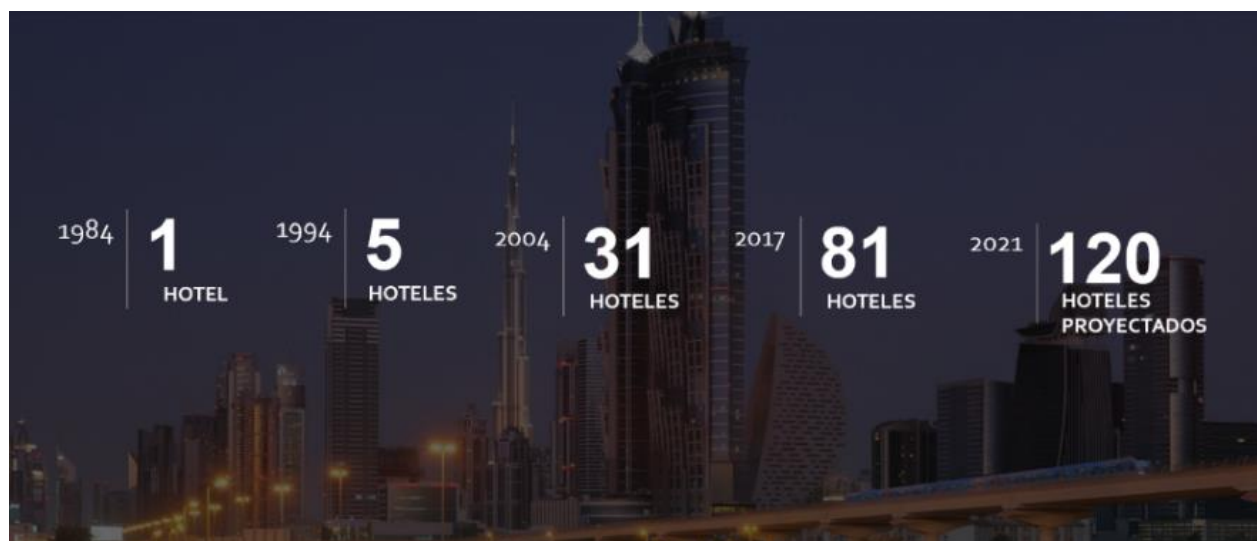 1984
1
HOTEL
1994
5
HOTELES
2004
31
HOTELES
2017
81
HOTELES
2021
120
HOTELES
PROYECTADOS